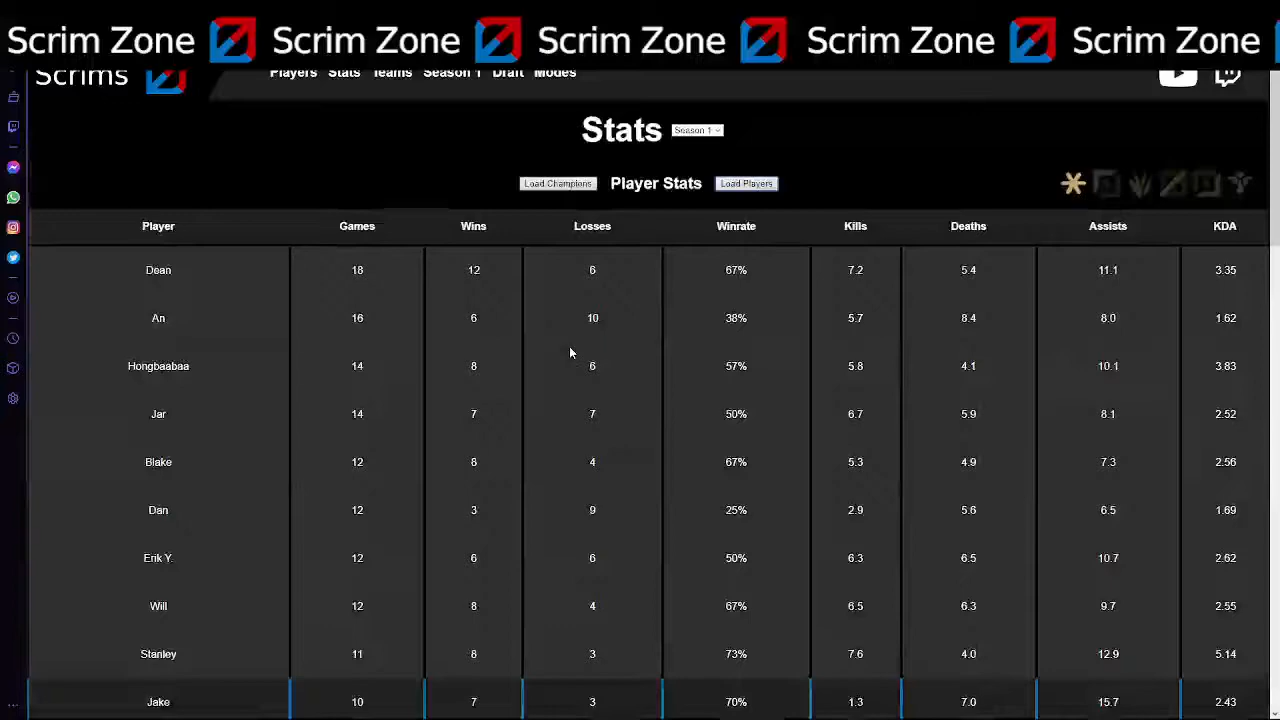 Scrim Zone Scrim Zone Scrim Zone Scrim Zone Scrim Zone
Scrims Players Stats Teams Season 1 Draft Modes
Stats Season 1
Load Champions Player Stats Load Players
Player Games Wins Losses Winrate Kills Deaths Assists KDA
Dean 18 12 6 67% 7.2 5.4 11.1 3.35
An 16 6 10 38% 5.7 8.4 8.0 1.62
Hongbaabaa 14 8 6 57% 5.8 4.1 10.1 3.83
Jar 14 7 7 50% 6.7 5.9 8.1 2.52
Blake 12 8 4 67% 5.3 4.9 7.3 2.56
Dan 12 3 9 25% 2.9 5.6 6.5 1.69
Erik Y. 12 6 6 50% 6.3 6.5 10.7 2.62
Will 12 8 4 67% 6.5 6.3 9.7 2.55
Stanley 11 8 3 73% 7.6 4.0 12.9 5.14
Jake 10 7 3 70% 1.3 7.0 15.7 2.43